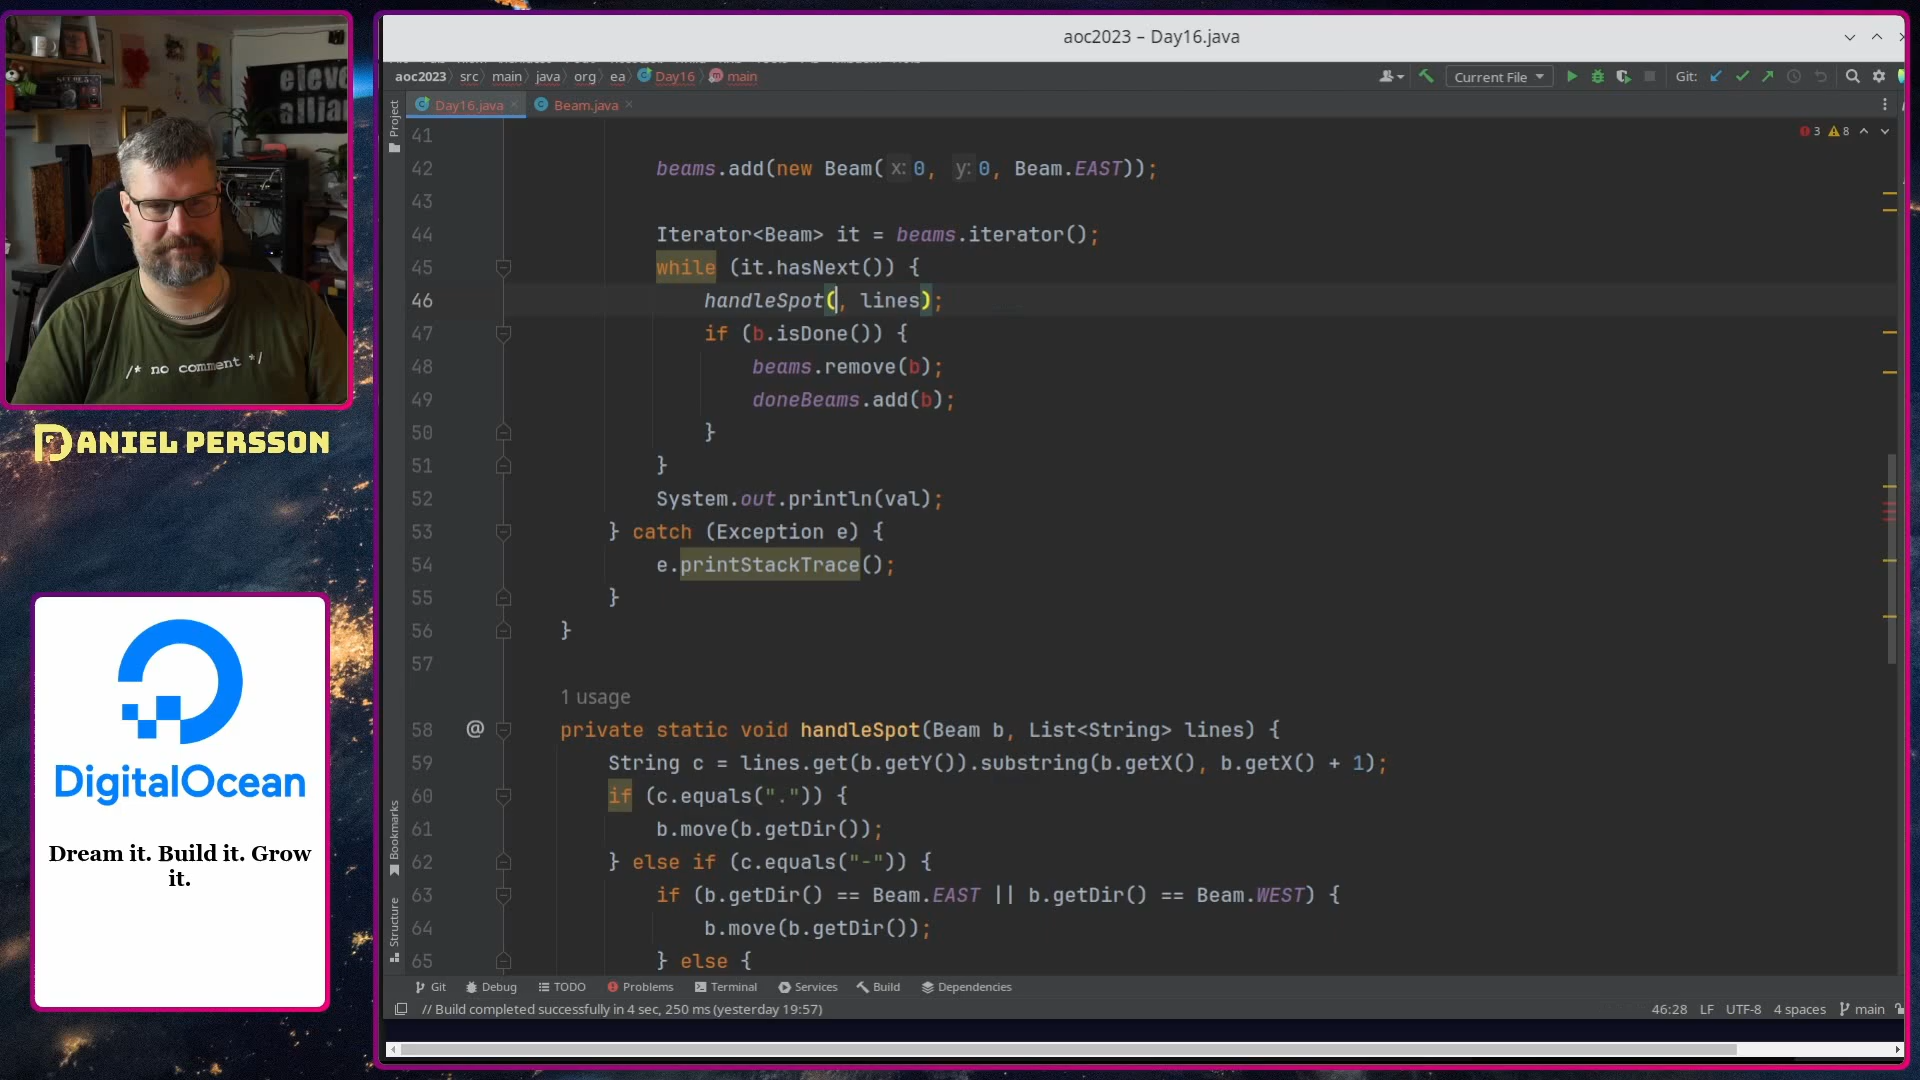 eleve
allian
/* no comment */
DANIEL PERSSON
DigitalOcean
Dream it. Build it. Grow
it.
aoc2023 – Day16.java
aoc2023 src main java org ea Day16 main
Current File
Git:
Day16.java
Beam.java
3 8
Project
Bookmarks
Structure
41
42 beams.add(new Beam( x: 0, y: 0, Beam.EAST));
43
44 Iterator<Beam> it = beams.iterator();
45 while (it.hasNext()) {
46 handleSpot(, lines);
47 if (b.isDone()) {
48 beams.remove(b);
49 doneBeams.add(b);
50 }
51 }
52 System.out.println(val);
53 } catch (Exception e) {
54 e.printStackTrace();
55 }
56 }
57
1 usage
58 @ private static void handleSpot(Beam b, List<String> lines) {
59 String c = lines.get(b.getY()).substring(b.getX(), b.getX() + 1);
60 if (c.equals(".")) {
61 b.move(b.getDir());
62 } else if (c.equals("-")) {
63 if (b.getDir() == Beam.EAST || b.getDir() == Beam.WEST) {
64 b.move(b.getDir());
65 } else {
Git Debug TODO Problems Terminal Services Build Dependencies
// Build completed successfully in 4 sec, 250 ms (yesterday 19:57)
46:28 LF UTF-8 4 spaces main